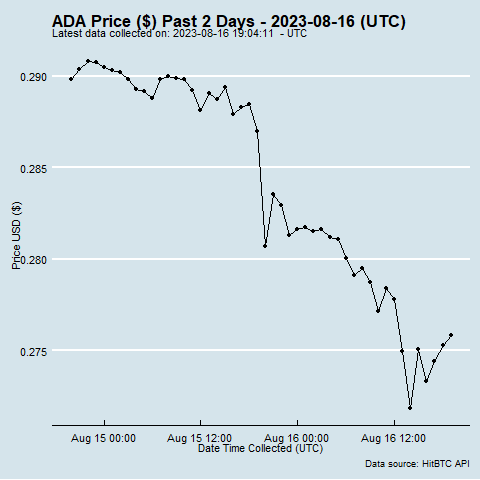 ADA Price ($) Past 2 Days - 2023-08-16 (UTC)
Latest data collected on: 2023-08-16 19:04:11 - UTC
0.290
0.285
0.280
0.275
Price USD ($)
Aug 15 00:00 Aug 15 12:00 Aug 16 00:00 Aug 16 12:00
Date Time Collected (UTC)
Data source: HitBTC API